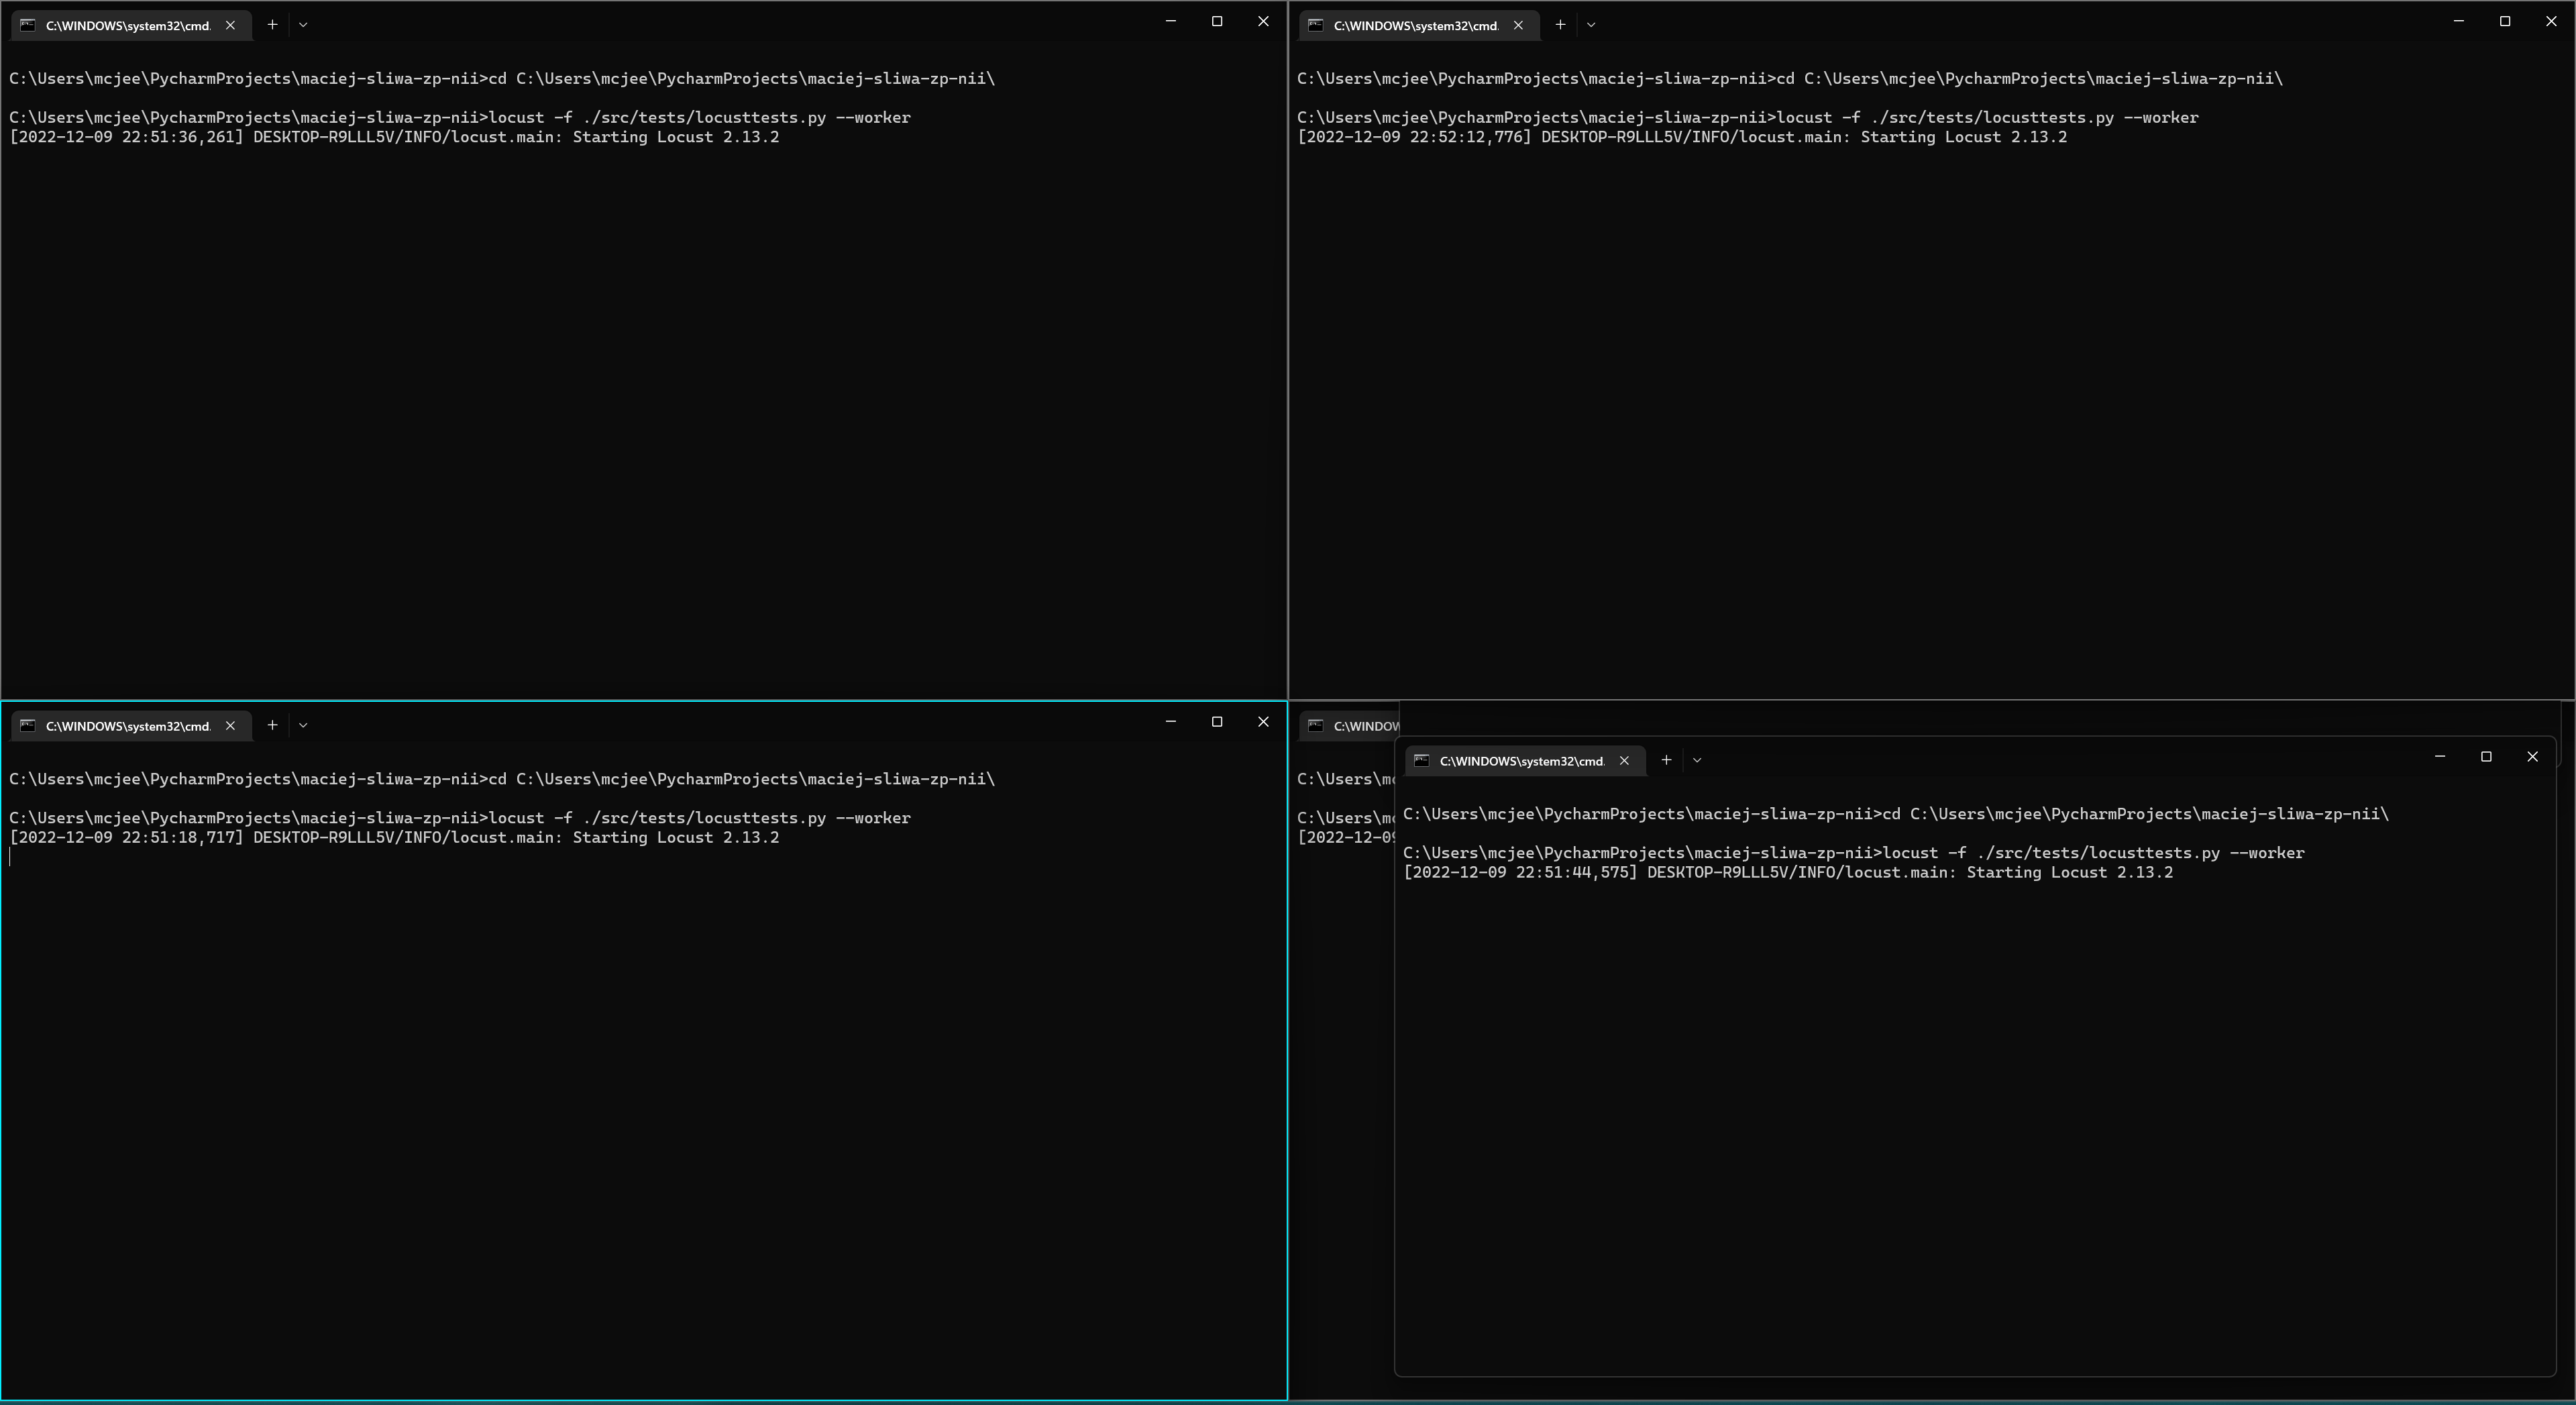 C:\WINDOWS\system32\cmd.
C:\Users\mcjee\PycharmProjects\maciej-sliwa-zp-nii>cd C:\Users\mcjee\PycharmProjects\maciej-sliwa-zp-nii\
C:\Users\mcjee\PycharmProjects\maciej-sliwa-zp-nii>locust -f ./src/tests/locusttests.py --worker
[2022-12-09 22:51:36,261] DESKTOP-R9LLL5V/INFO/locust.main: Starting Locust 2.13.2
C:\WINDOWS\system32\cmd.
C:\Users\mcjee\PycharmProjects\maciej-sliwa-zp-nii>cd C:\Users\mcjee\PycharmProjects\maciej-sliwa-zp-nii\
C:\Users\mcjee\PycharmProjects\maciej-sliwa-zp-nii>locust -f ./src/tests/locusttests.py --worker
[2022-12-09 22:52:12,776] DESKTOP-R9LLL5V/INFO/locust.main: Starting Locust 2.13.2
C:\WINDOWS\system32\cmd.
C:\Users\mcjee\PycharmProjects\maciej-sliwa-zp-nii>cd C:\Users\mcjee\PycharmProjects\maciej-sliwa-zp-nii\
C:\Users\mcjee\PycharmProjects\maciej-sliwa-zp-nii>locust -f ./src/tests/locusttests.py --worker
[2022-12-09 22:51:18,717] DESKTOP-R9LLL5V/INFO/locust.main: Starting Locust 2.13.2
C:\WINDOW
C:\Users\mc
C:\Users\mc
[2022-12-09
C:\WINDOWS\system32\cmd.
C:\Users\mcjee\PycharmProjects\maciej-sliwa-zp-nii>cd C:\Users\mcjee\PycharmProjects\maciej-sliwa-zp-nii\
C:\Users\mcjee\PycharmProjects\maciej-sliwa-zp-nii>locust -f ./src/tests/locusttests.py --worker
[2022-12-09 22:51:44,575] DESKTOP-R9LLL5V/INFO/locust.main: Starting Locust 2.13.2